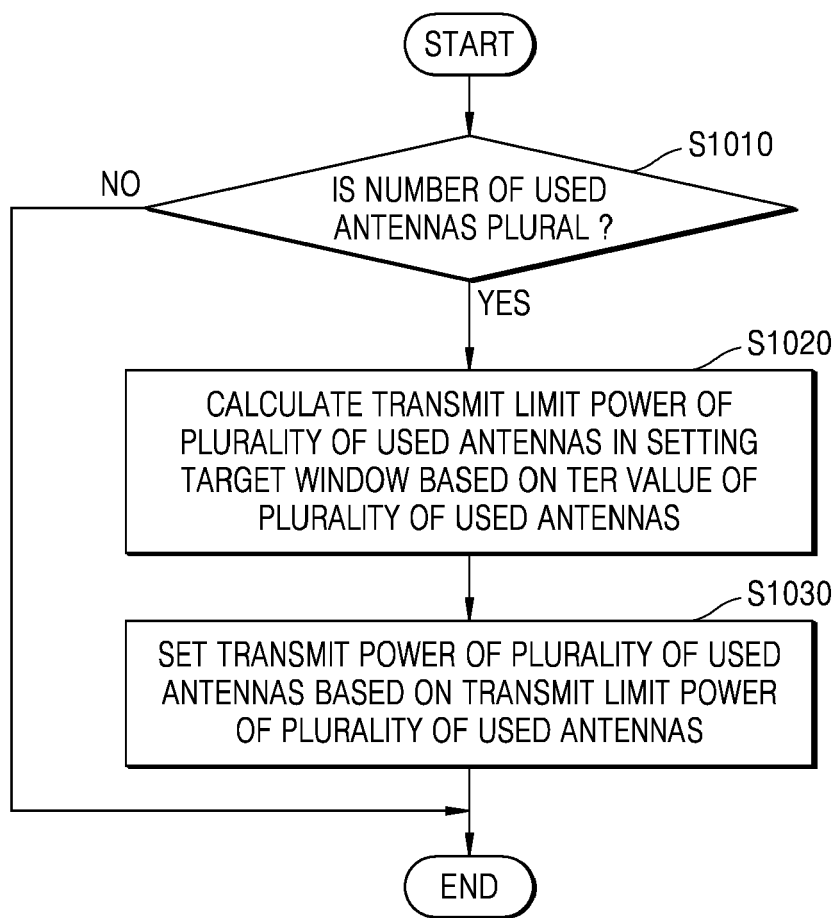 START
S1010
NO
IS NUMBER OF USED
ANTENNAS PLURAL ?
YES
S1020
CALCULATE TRANSMIT LIMIT POWER OF
PLURALITY OF USED ANTENNAS IN SETTING
TARGET WINDOW BASED ON TER VALUE OF
PLURALITY OF USED ANTENNAS
S1030
SET TRANSMIT POWER OF PLURALITY OF USED
ANTENNAS BASED ON TRANSMIT LIMIT POWER
OF PLURALITY OF USED ANTENNAS
END